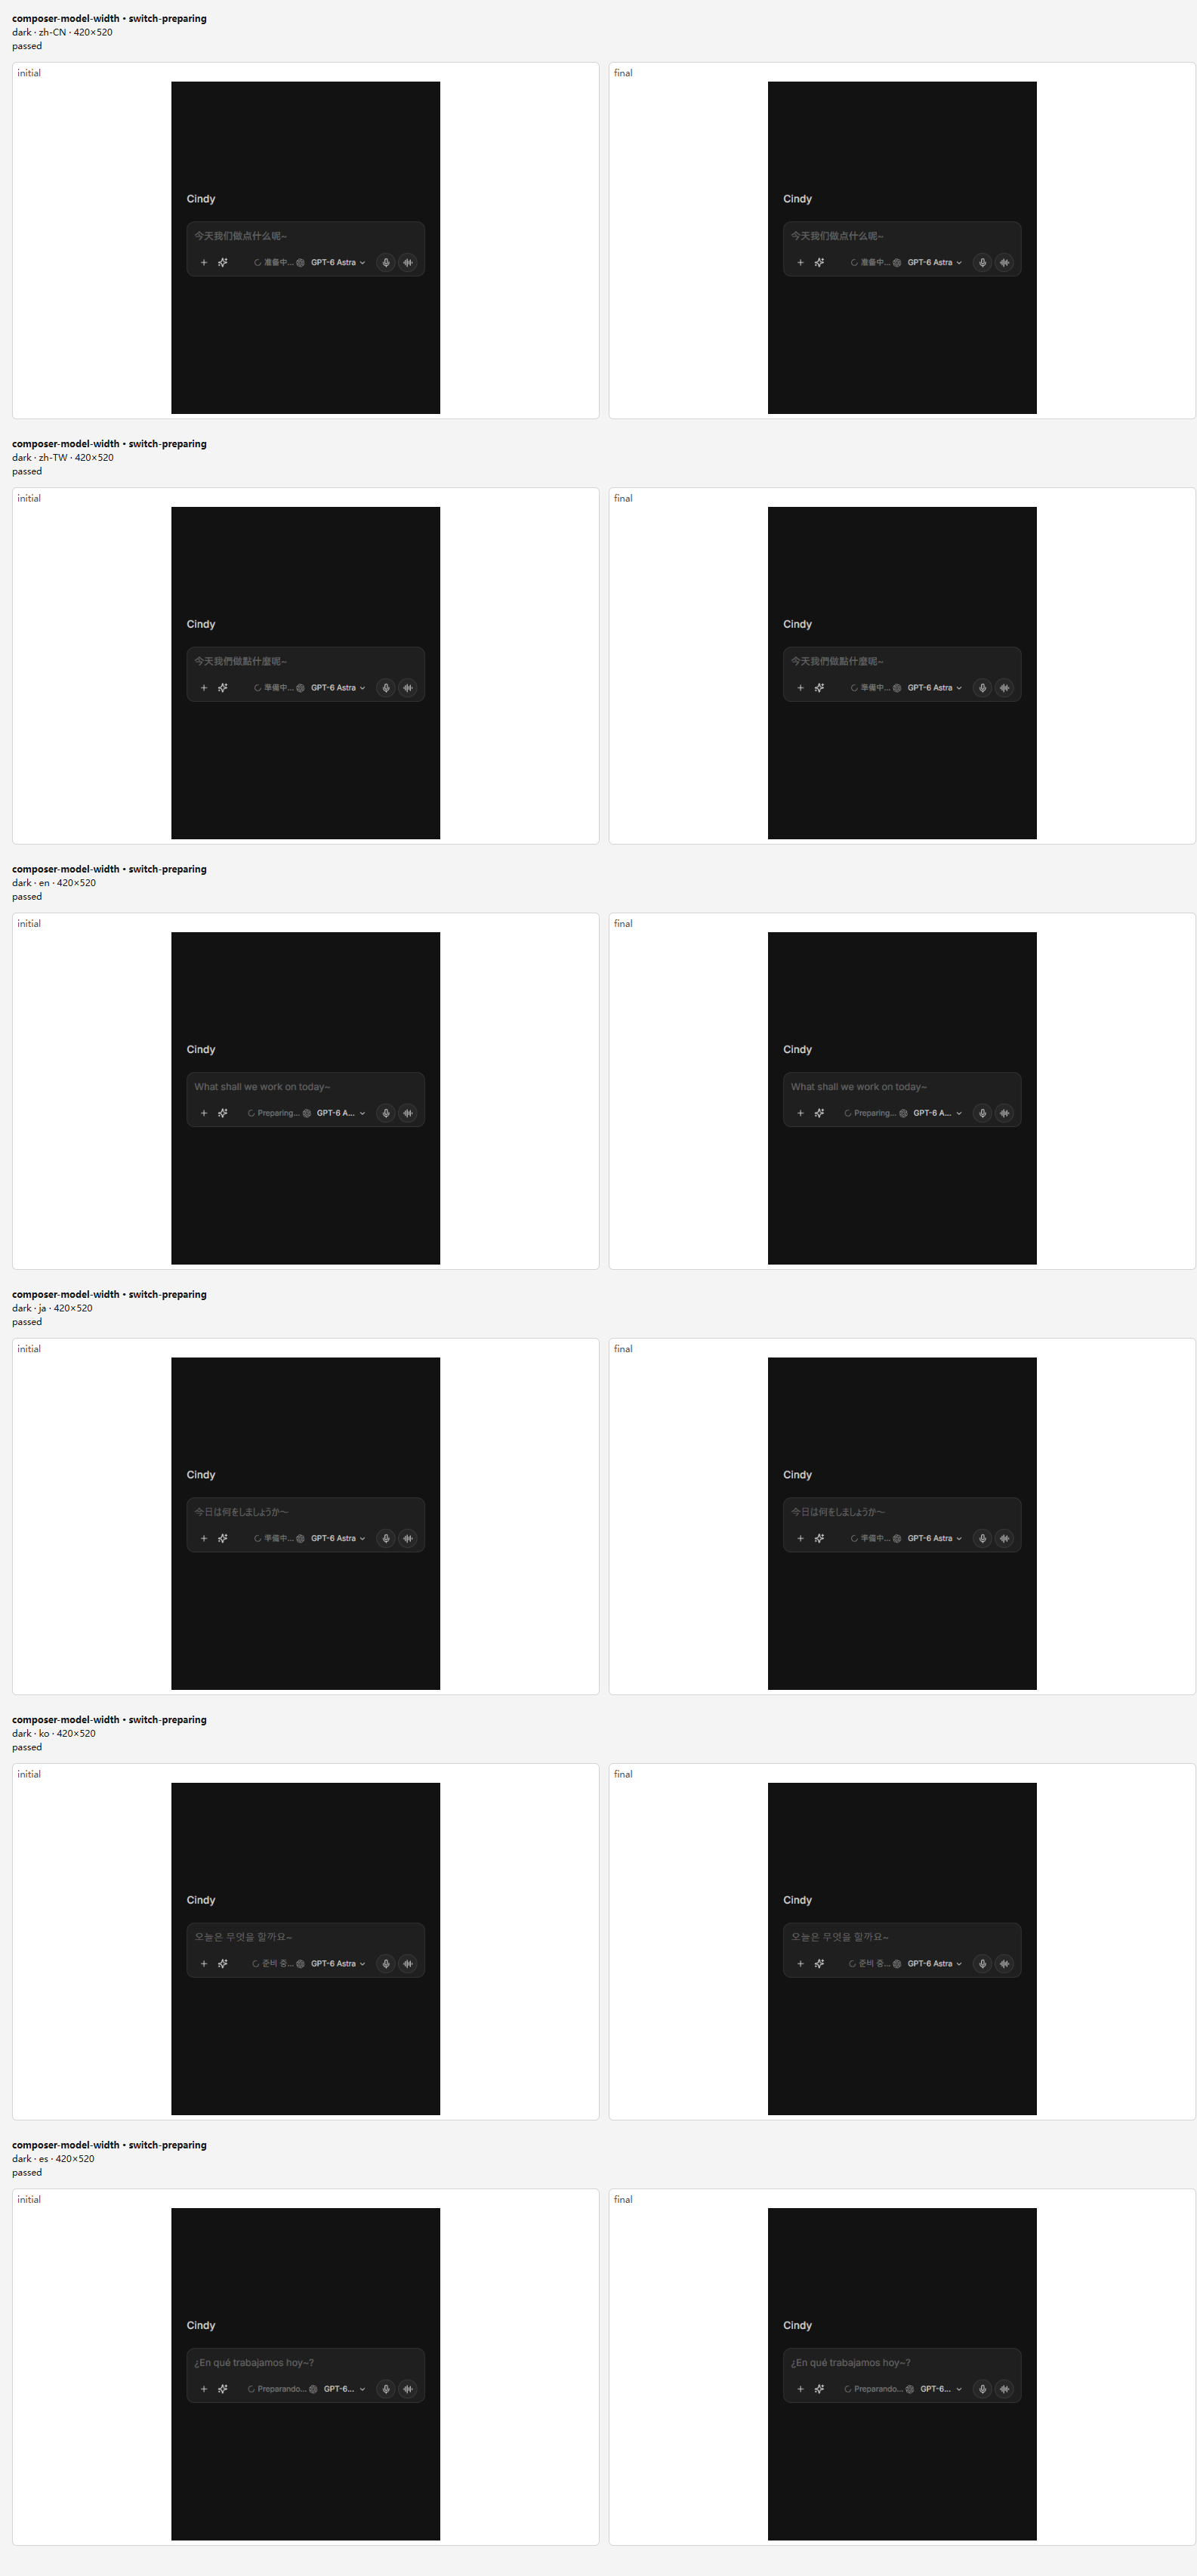 composer-model-width • switch-preparing
dark · zh-CN · 420×520
passed
initial
final
Cindy
Cindy
今天我们做点什么呢~
今天我们做点什么呢~
准备中... GPT-6 Astra
准备中... GPT-6 Astra
composer-model-width • switch-preparing
dark · zh-TW · 420×520
passed
initial
final
Cindy
Cindy
今天我們做點什麼呢~
今天我們做點什麼呢~
準備中... GPT-6 Astra
準備中... GPT-6 Astra
composer-model-width • switch-preparing
dark · en · 420×520
passed
initial
final
Cindy
Cindy
What shall we work on today~
What shall we work on today~
Preparing... GPT-6 A...
Preparing... GPT-6 A...
composer-model-width • switch-preparing
dark · ja · 420×520
passed
initial
final
Cindy
Cindy
今日は何をしましょうか～
今日は何をしましょうか～
準備中... GPT-6 Astra
準備中... GPT-6 Astra
composer-model-width • switch-preparing
dark · ko · 420×520
passed
initial
final
Cindy
Cindy
오늘은 무엇을 할까요~
오늘은 무엇을 할까요~
준비 중... GPT-6 Astra
준비 중... GPT-6 Astra
composer-model-width • switch-preparing
dark · es · 420×520
passed
initial
final
Cindy
Cindy
¿En qué trabajamos hoy~?
¿En qué trabajamos hoy~?
Preparando... GPT-6...
Preparando... GPT-6...